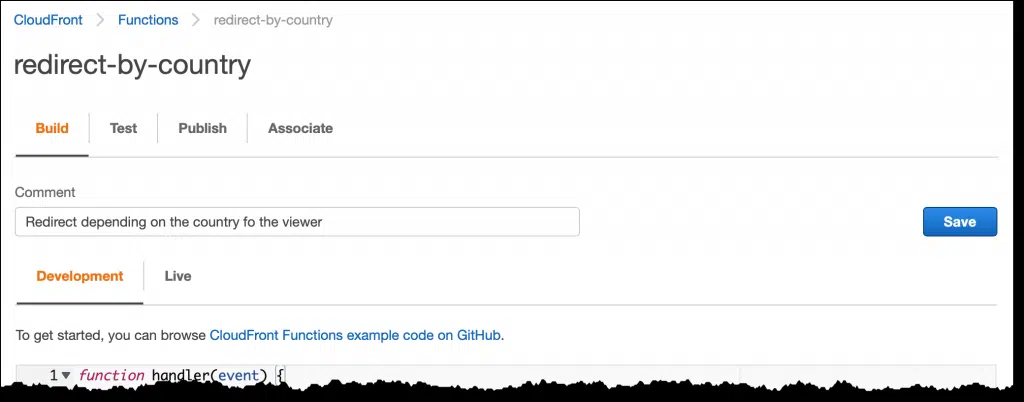 CloudFront > Functions > redirect-by-country
redirect-by-country
Build Test Publish Associate
Comment
Redirect depending on the country fo the viewer
Save
Development Live
To get started, you can browse CloudFront Functions example code on GitHub.
1 function handler(event) {